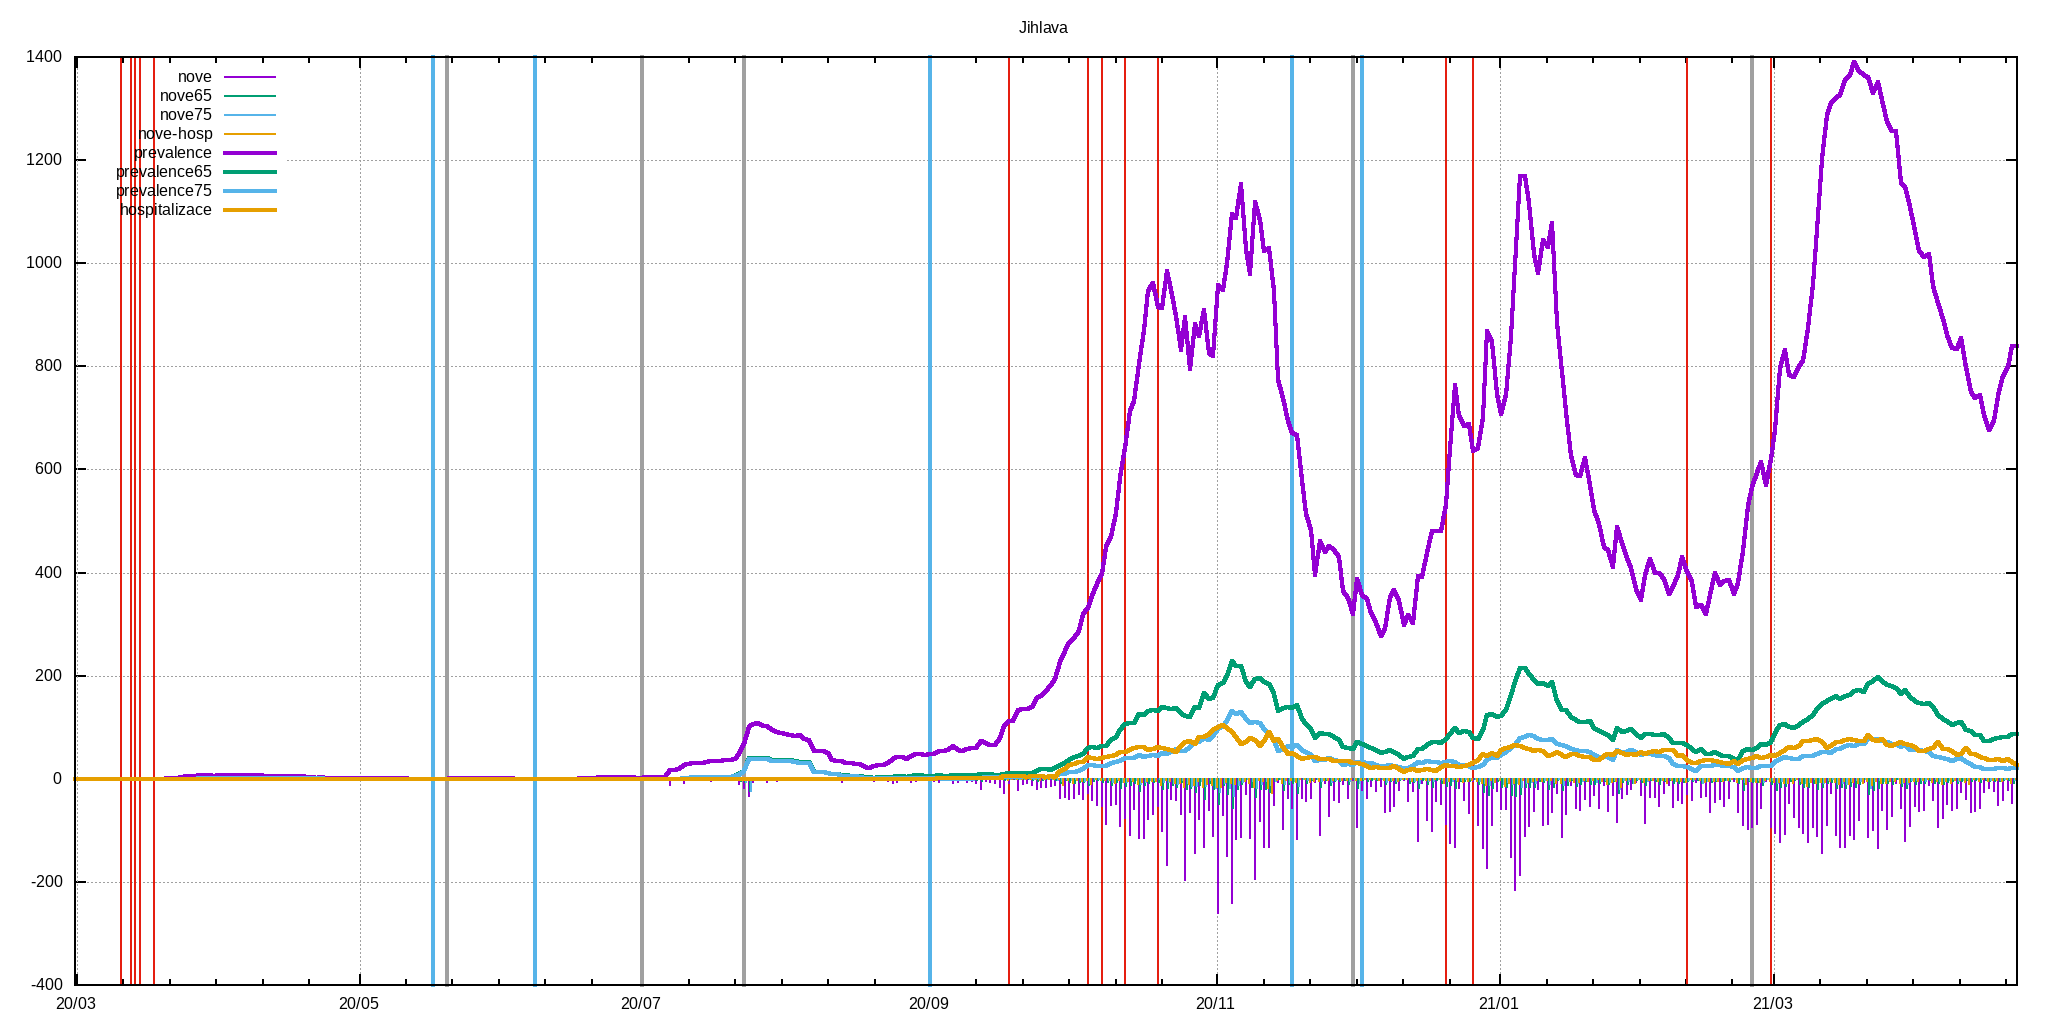 Jihlava
1400
1200
1000
800
600
400
200
0
-200
-400
nove
nove65
nove75
nove-hosp
prevalence
prevalence65
prevalence75
hospitalizace
20/03 20/05 20/07 20/09 20/11 21/01 21/03